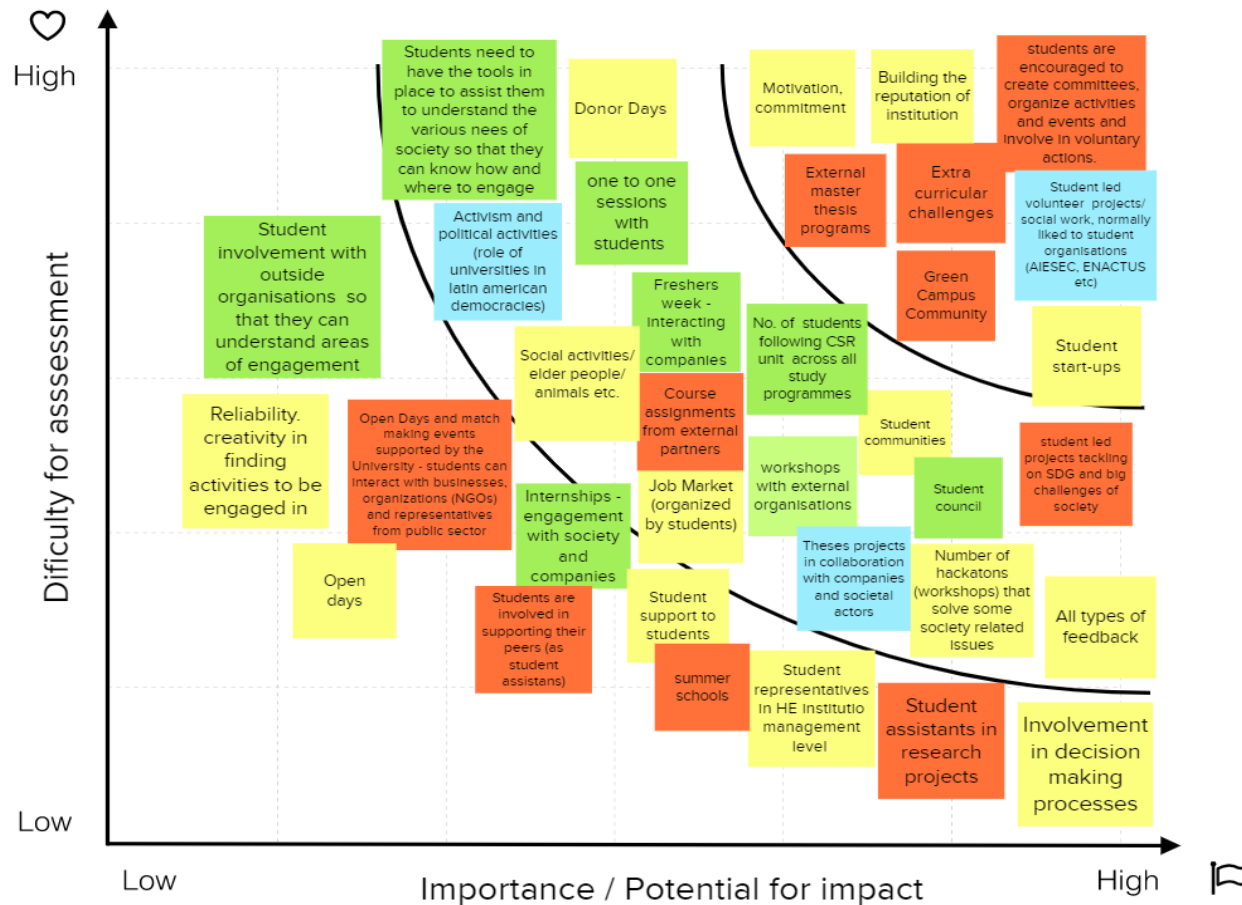 High
Students need to
have the tools in
place to assist them
to understand the
various nees of
society so that they
can know how and
where to engage
Donor Days
Motivation,
commitment
Building the
reputation of
institution
students are
encouraged to
create committees,
organize activities
and events and
involve in voluntary
actions.
one to one
sessions
with
students
External
master
thesis
programs
Extra
curricular
challenges
Student led
volunteer projects/
social work, normally
liked to student
organisations
(AIESEC, ENACTUS
etc)
Student
involvement with
outside
organisations so
that they can
understand areas
of engagement
Activism and
political activities
(role of
universities in
latin american
democracies)
Freshers
week -
interacting
with
companies
No. of students
following CSR
unit across all
study
programmes
Green
Campus
Community
Student
start-ups
Social activities/
elder people/
animals etc.
Course
assignments
from external
partners
Student
communities
Reliability.
creativity in
finding
activities to be
engaged in
Open Days and match
making events
supported by the
University - students can
interact with businesses,
organizations (NGOs)
and representatives
from public sector
student led
projects tackling
on SDG and big
challenges of
society
workshops
with external
organisations
Student
council
Internships -
engagement
with society
and
companies
Job Market
(organized
by students)
Theses projects
in collaboration
with companies
and societal
actors
Number of
hackatons
(workshops) that
solve some
society related
issues
Open
days
Students are
involved in
supporting their
peers (as
student
assistans)
Student
support to
students
All types of
feedback
summer
schools
Student
representatives
in HE institutio
management
level
Student
assistants in
research
projects
Involvement
in decision
making
processes
Dificulty for assessment
Low
Low
Importance / Potential for impact
High